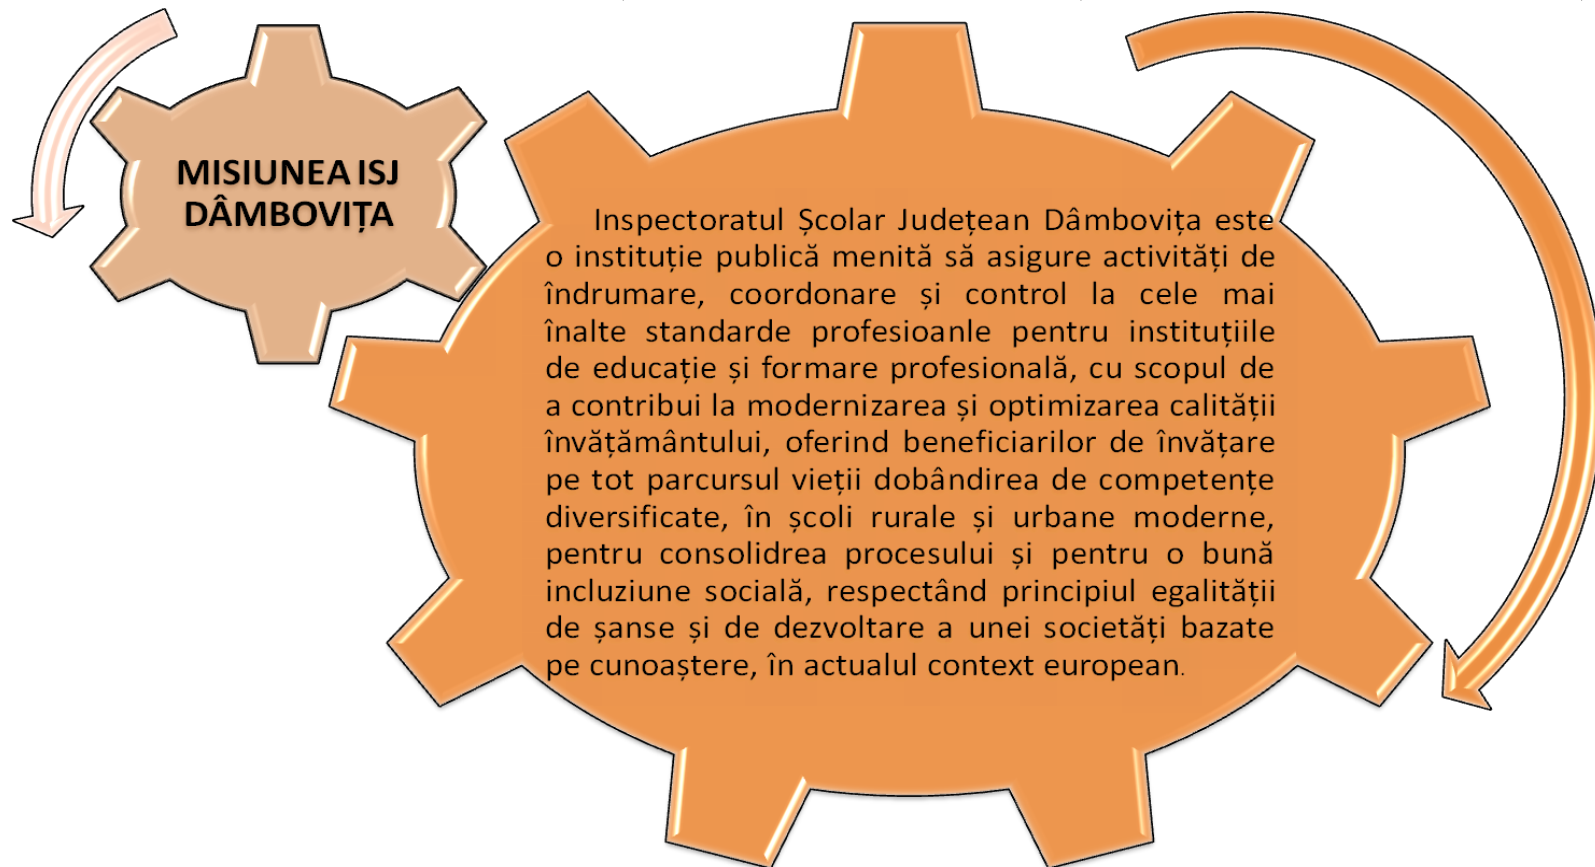 MISIUNEA ISJ
DÂMBOVIȚA
Inspectoratul Școlar Județean Dâmbovița este
o instituție publică menită să asigure activități de
îndrumare, coordonare și control la cele mai
înalte standarde profesioanle pentru instituțiile
de educație și formare profesională, cu scopul de
a contribui la modernizarea și optimizarea calității
învățământului, oferind beneficiarilor de învățare
pe tot parcursul vieții dobândirea de competențe
diversificate, în școli rurale și urbane moderne,
pentru consolidrea procesului și pentru o bună
incluziune socială, respectând principiul egalității
de șanse și de dezvoltare a unei societăți bazate
pe cunoaștere, în actualul context european.